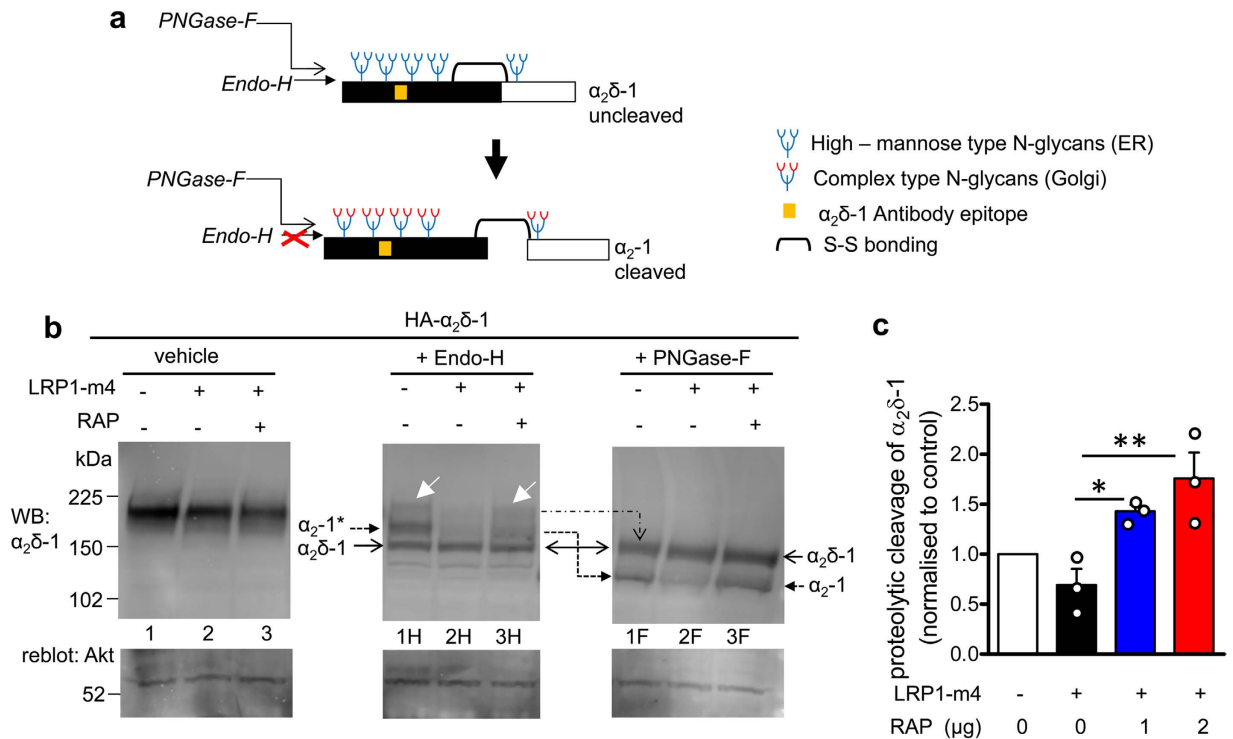 a
PNGase-F
Endo-H
α₂δ-1
uncleaved
PNGase-F
Endo-H
α₂-1
cleaved
High – mannose type N-glycans (ER)
Complex type N-glycans (Golgi)
α₂δ-1 Antibody epitope
S-S bonding
b
HA-α₂δ-1
vehicle
+ Endo-H
+ PNGase-F
LRP1-m4 - + + - + + - + +
RAP - - + - - + - - +
kDa
225
150
102
WB:
α₂δ-1
α₂-1*
α₂δ-1
α₂δ-1
α₂-1
1 2 3 1H 2H 3H 1F 2F 3F
reblot: Akt
52
c
proteolytic cleavage of α₂δ-1
(normalised to control)
2.5
2.0
1.5
1.0
0.5
0.0
**
*
LRP1-m4 - + + +
RAP (µg) 0 0 1 2